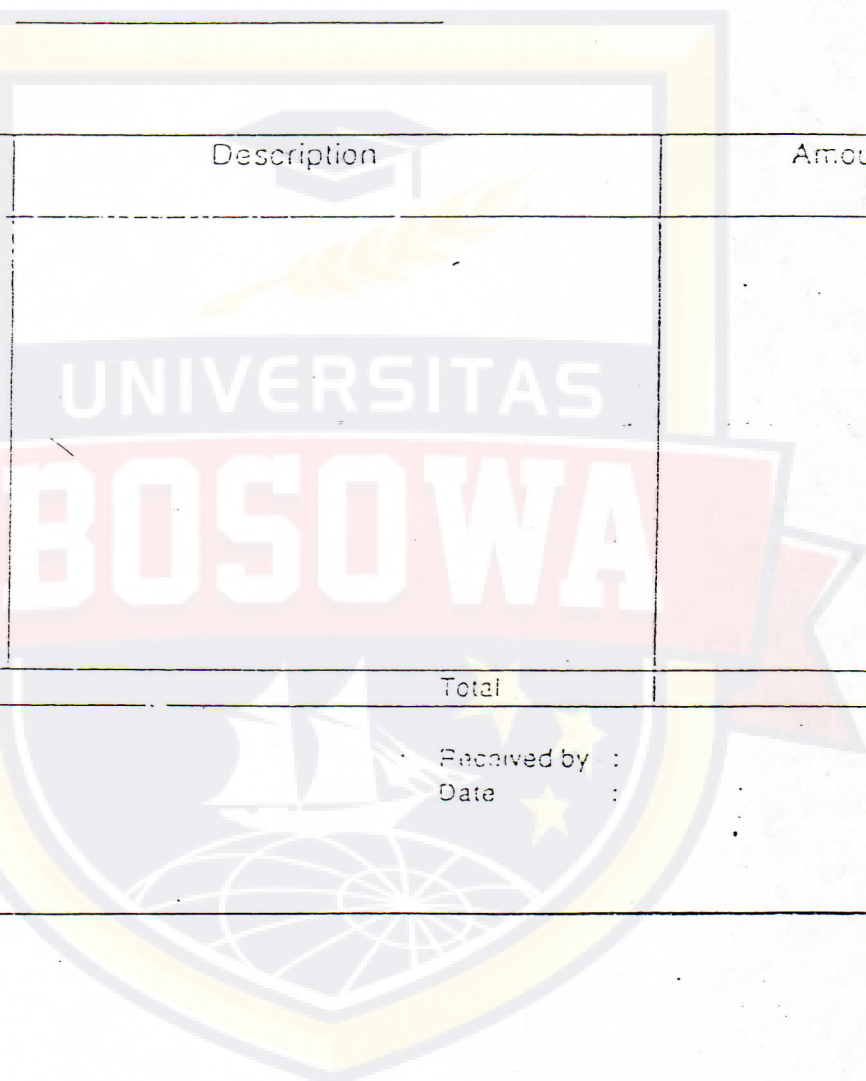 Description Amou
UNIVERSITAS
BOSOWA
Total
Received by :
Date :